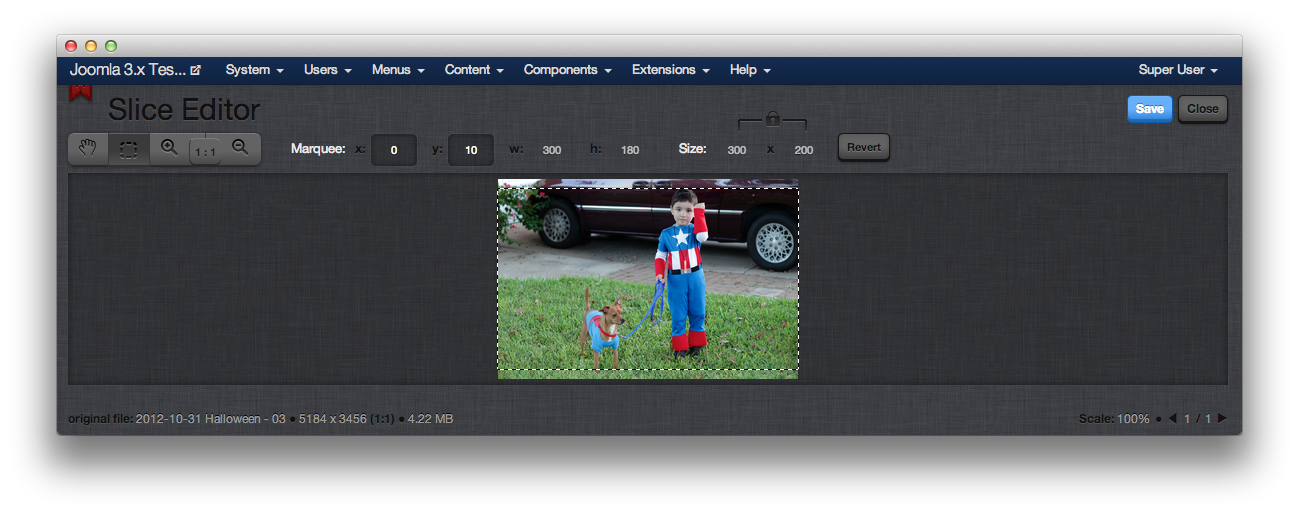 Joomla 3.x Tes... System Users Menus Content Components Extensions Help Super User
Slice Editor Save Close
1:1 Marquee: x: 0 y: 10 w: 300 h: 180 Size: 300 x 200 Revert
original file: 2012-10-31 Halloween - 03 • 5184 x 3456 (1:1) • 4.22 MB Scale: 100% • 1 / 1